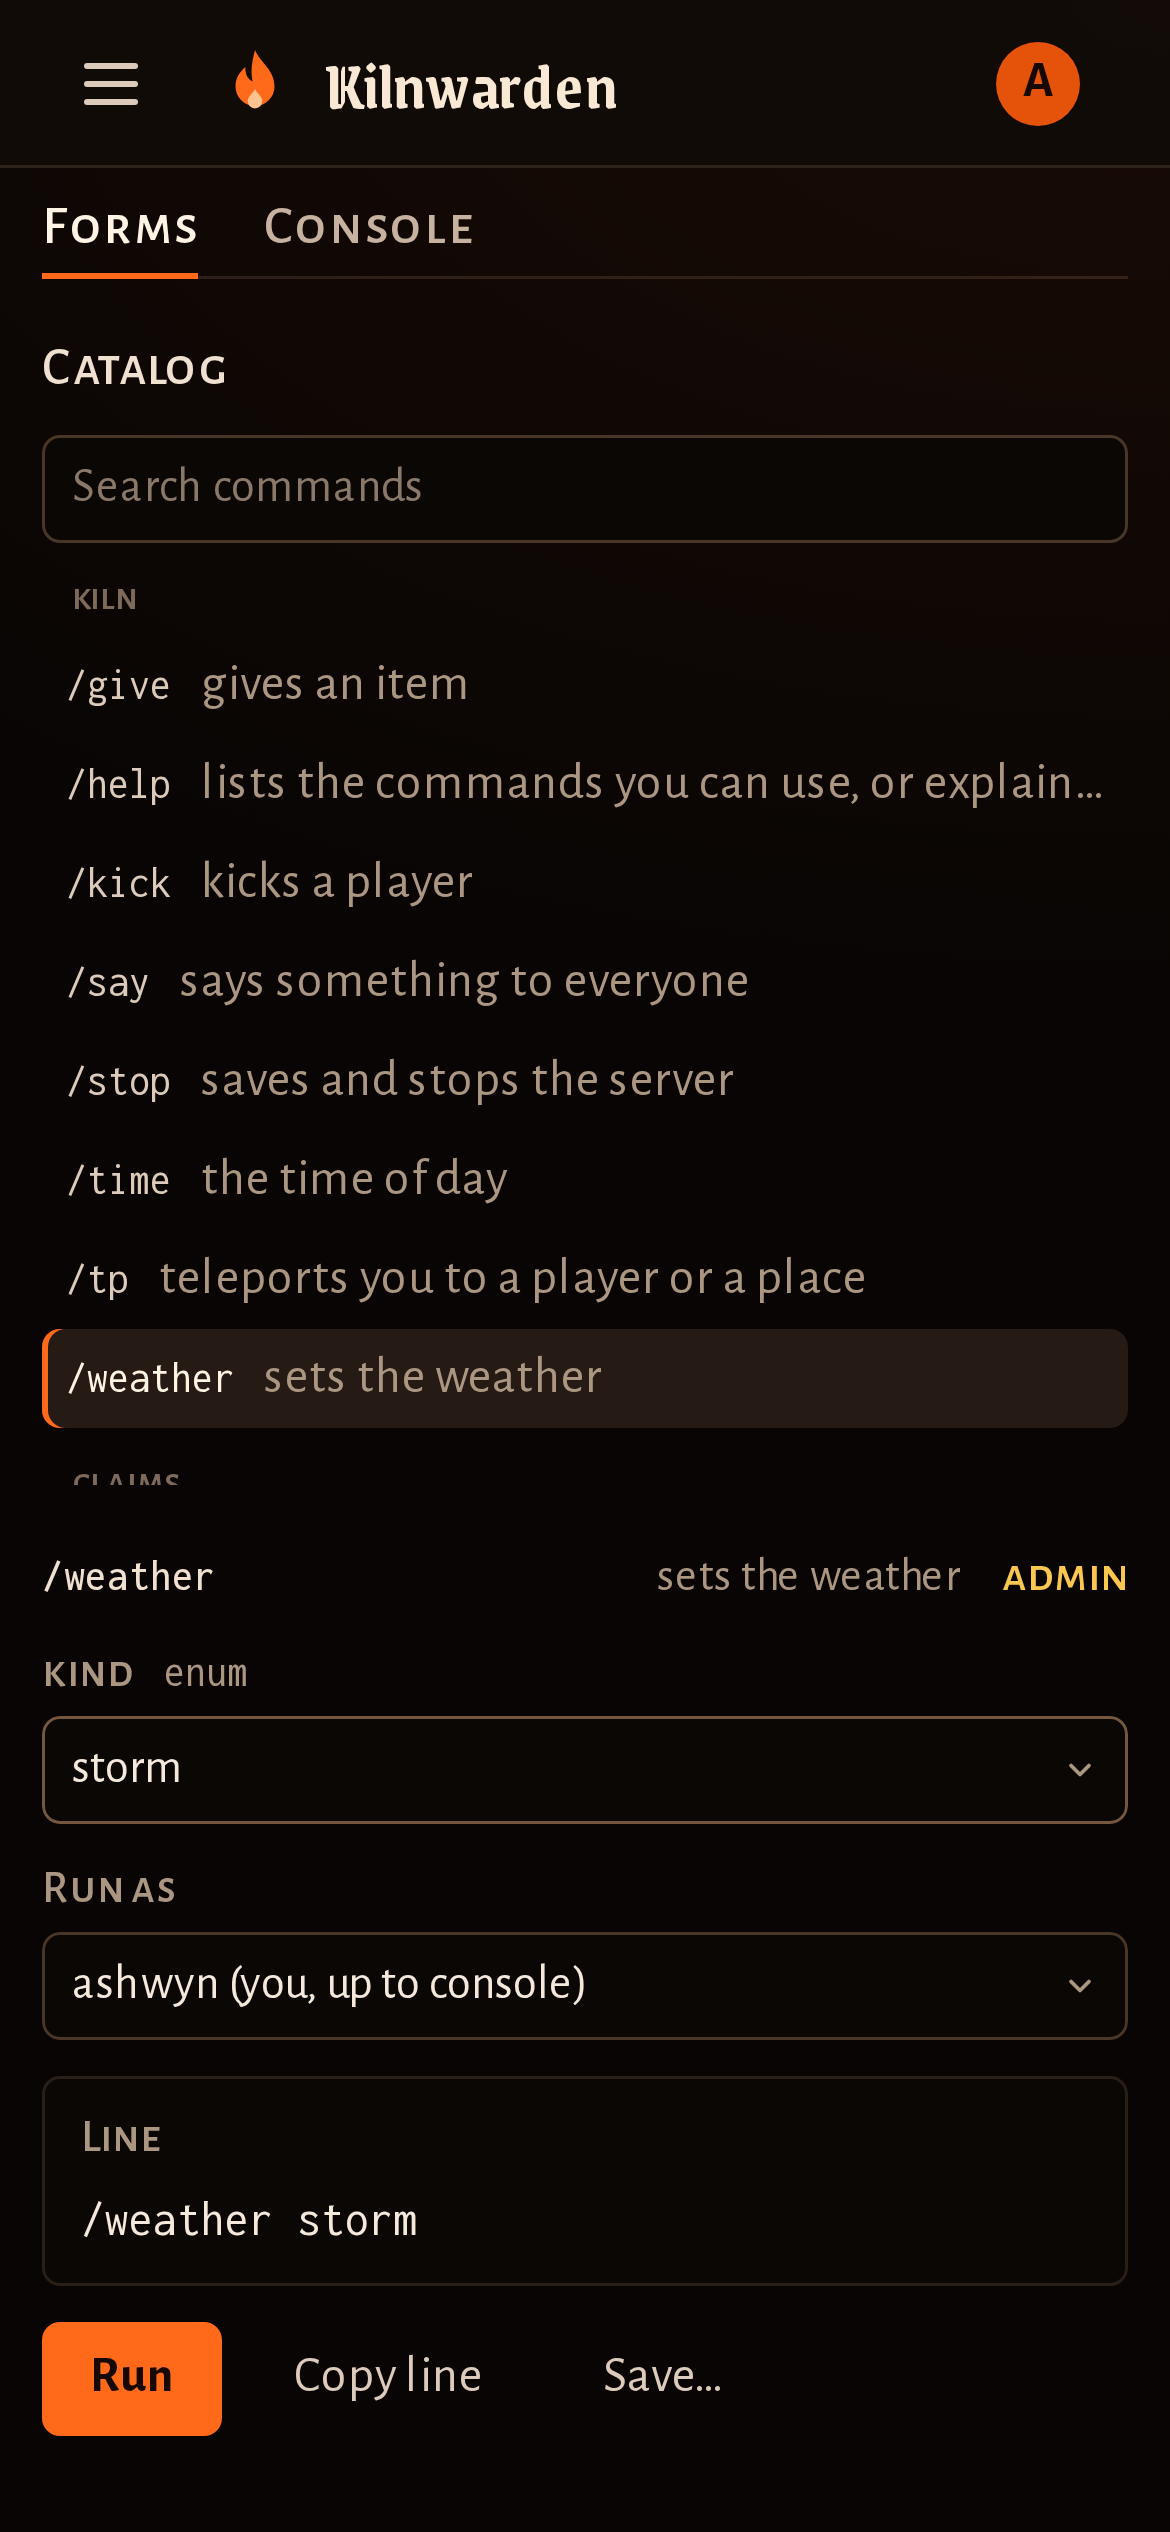 Kilnwarden
A
Forms Console
Catalog
Search commands
KILN
/give gives an item
/help lists the commands you can use, or explain...
/kick kicks a player
/say says something to everyone
/stop saves and stops the server
/time the time of day
/tp teleports you to a player or a place
/weather sets the weather
CLAIMS
/weather sets the weather ADMIN
KIND enum
storm
Run as
ashwyn (you, up to console)
Line
/weather storm
Run Copy line Save...